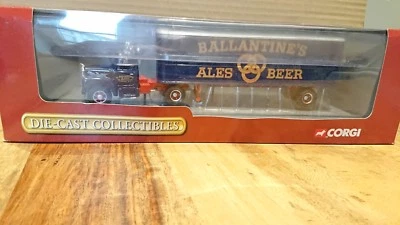 BALLANTINE'S
ALES BEER
DIE-CAST COLLECTIBLES
CORGI